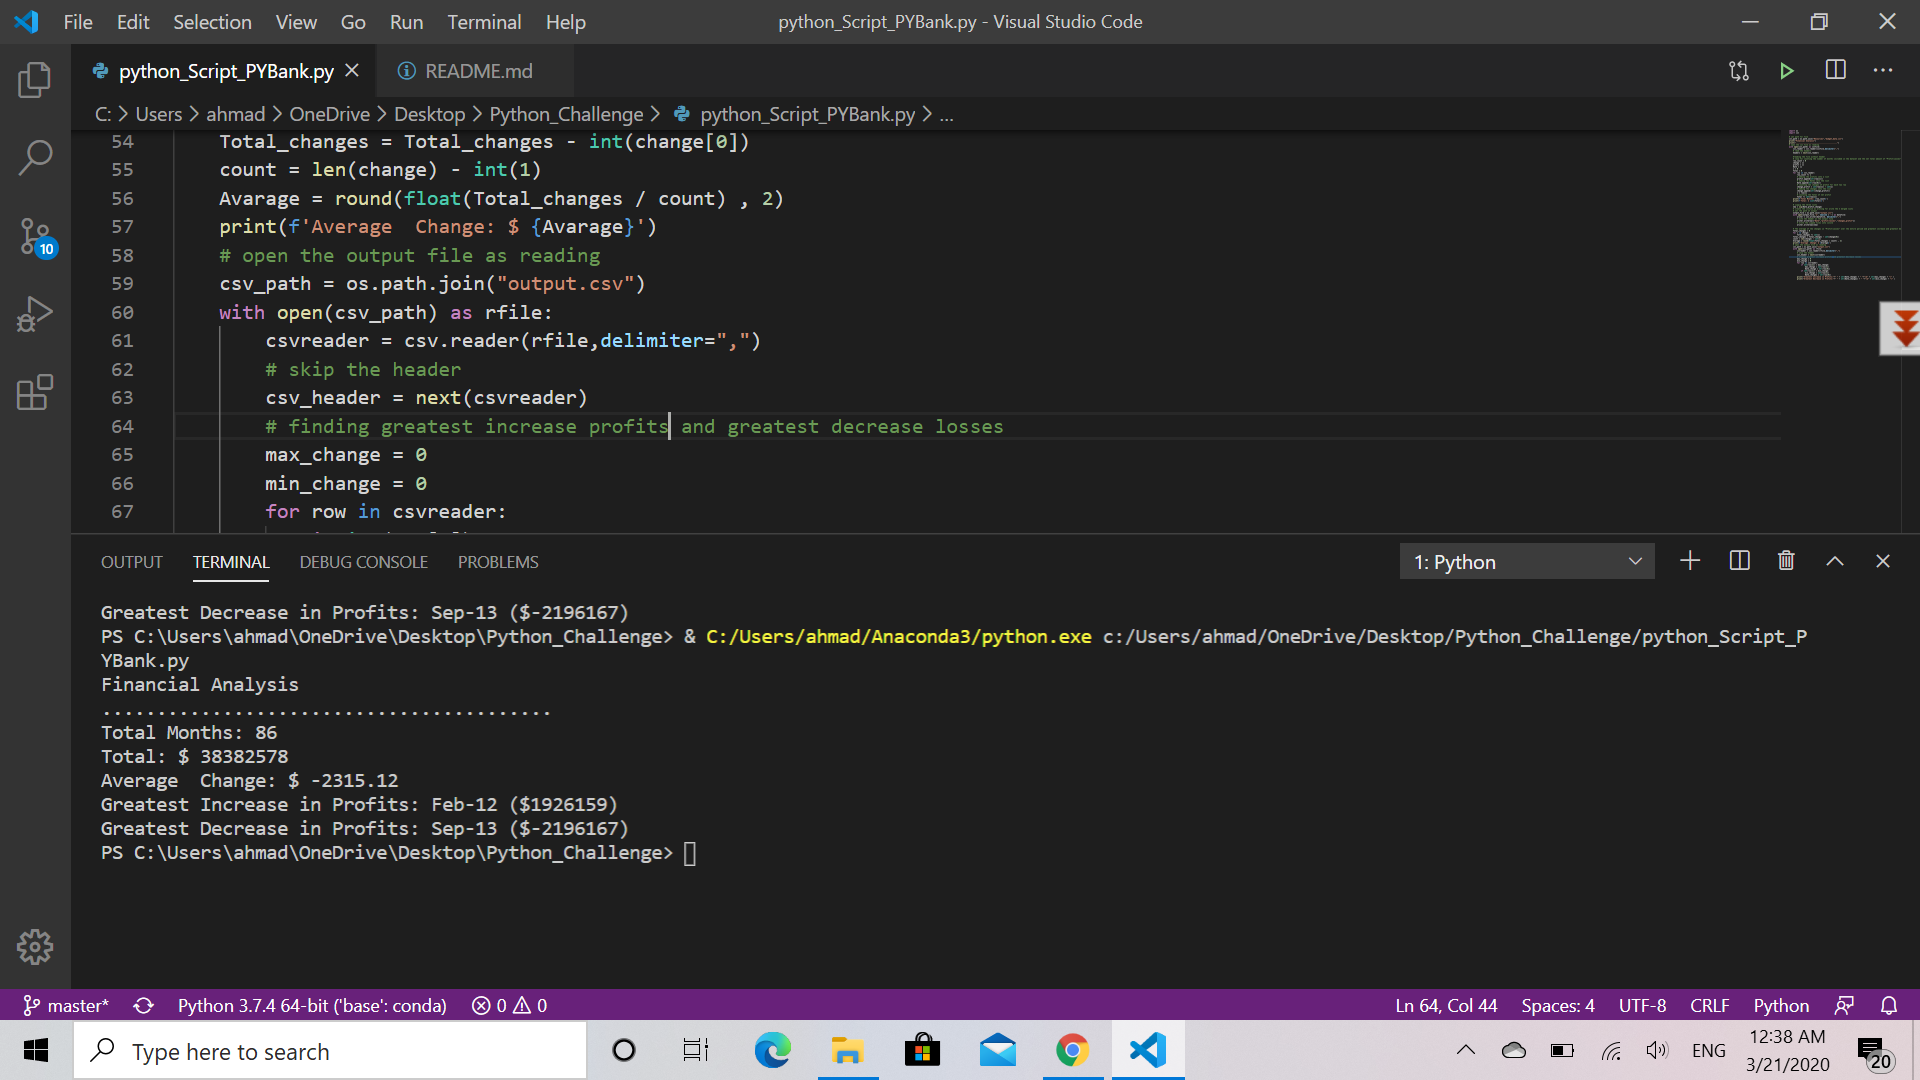 File Edit Selection View Go Run Terminal Help python_Script_PYBank.py - Visual Studio Code
python_Script_PYBank.py README.md
C: > Users > ahmad > OneDrive > Desktop > Python_Challenge > python_Script_PYBank.py > ...
54 Total_changes = Total_changes - int(change[0])
55 count = len(change) - int(1)
56 Avarage = round(float(Total_changes / count) , 2)
57 print(f'Average  Change: $ {Avarage}')
58 # open the output file as reading
59 csv_path = os.path.join("output.csv")
60 with open(csv_path) as rfile:
61 csvreader = csv.reader(rfile,delimiter=",")
62 # skip the header
63 csv_header = next(csvreader)
64 # finding greatest increase profits and greatest decrease losses
65 max_change = 0
66 min_change = 0
67 for row in csvreader:
10
OUTPUT TERMINAL DEBUG CONSOLE PROBLEMS 1: Python
Greatest Decrease in Profits: Sep-13 ($-2196167)
PS C:\Users\ahmad\OneDrive\Desktop\Python_Challenge> & C:/Users/ahmad/Anaconda3/python.exe c:/Users/ahmad/OneDrive/Desktop/Python_Challenge/python_Script_P
YBank.py
Financial Analysis
.........................................
Total Months: 86
Total: $ 38382578
Average  Change: $ -2315.12
Greatest Increase in Profits: Feb-12 ($1926159)
Greatest Decrease in Profits: Sep-13 ($-2196167)
PS C:\Users\ahmad\OneDrive\Desktop\Python_Challenge>
master* Python 3.7.4 64-bit ('base': conda) 0 0 Ln 64, Col 44 Spaces: 4 UTF-8 CRLF Python
Type here to search ENG 12:38 AM
3/21/2020 20